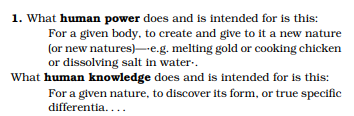 1. What human power does and is intended for is this:
For a given body, to create and give to it a new nature
(or new natures)—·e.g. melting gold or cooking chicken
or dissolving salt in water·.
What human knowledge does and is intended for is this:
For a given nature, to discover its form, or true specific
differentia. . . .